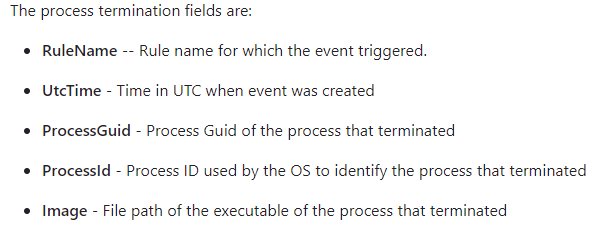 The process termination fields are:
• RuleName -- Rule name for which the event triggered.
• UtcTime - Time in UTC when event was created
• ProcessGuid - Process Guid of the process that terminated
• ProcessId - Process ID used by the OS to identify the process that terminated
• Image - File path of the executable of the process that terminated